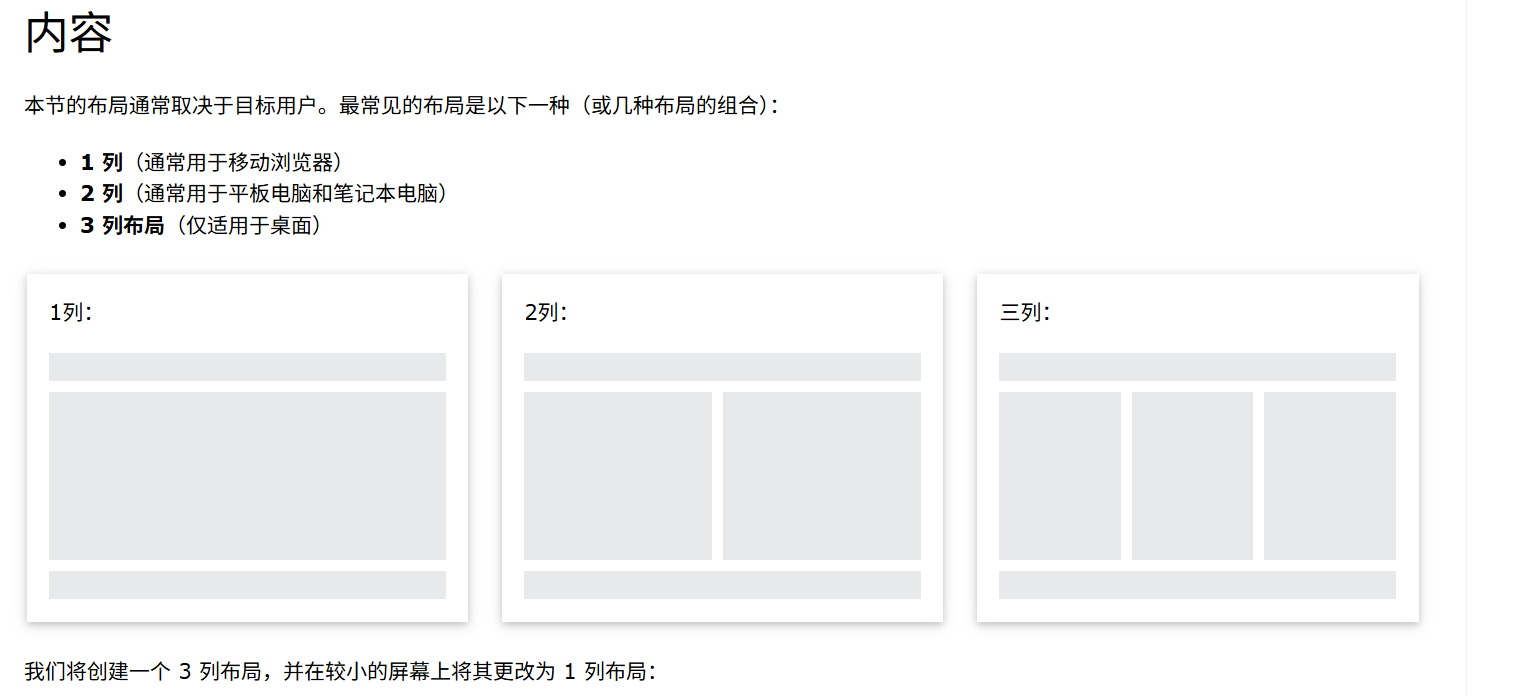 内容
本节的布局通常取决于目标用户。最常见的布局是以下一种（或几种布局的组合）：
• 1 列（通常用于移动浏览器）
• 2 列（通常用于平板电脑和笔记本电脑）
• 3 列布局（仅适用于桌面）
1列： 2列： 三列：
我们将创建一个 3 列布局，并在较小的屏幕上将其更改为 1 列布局：